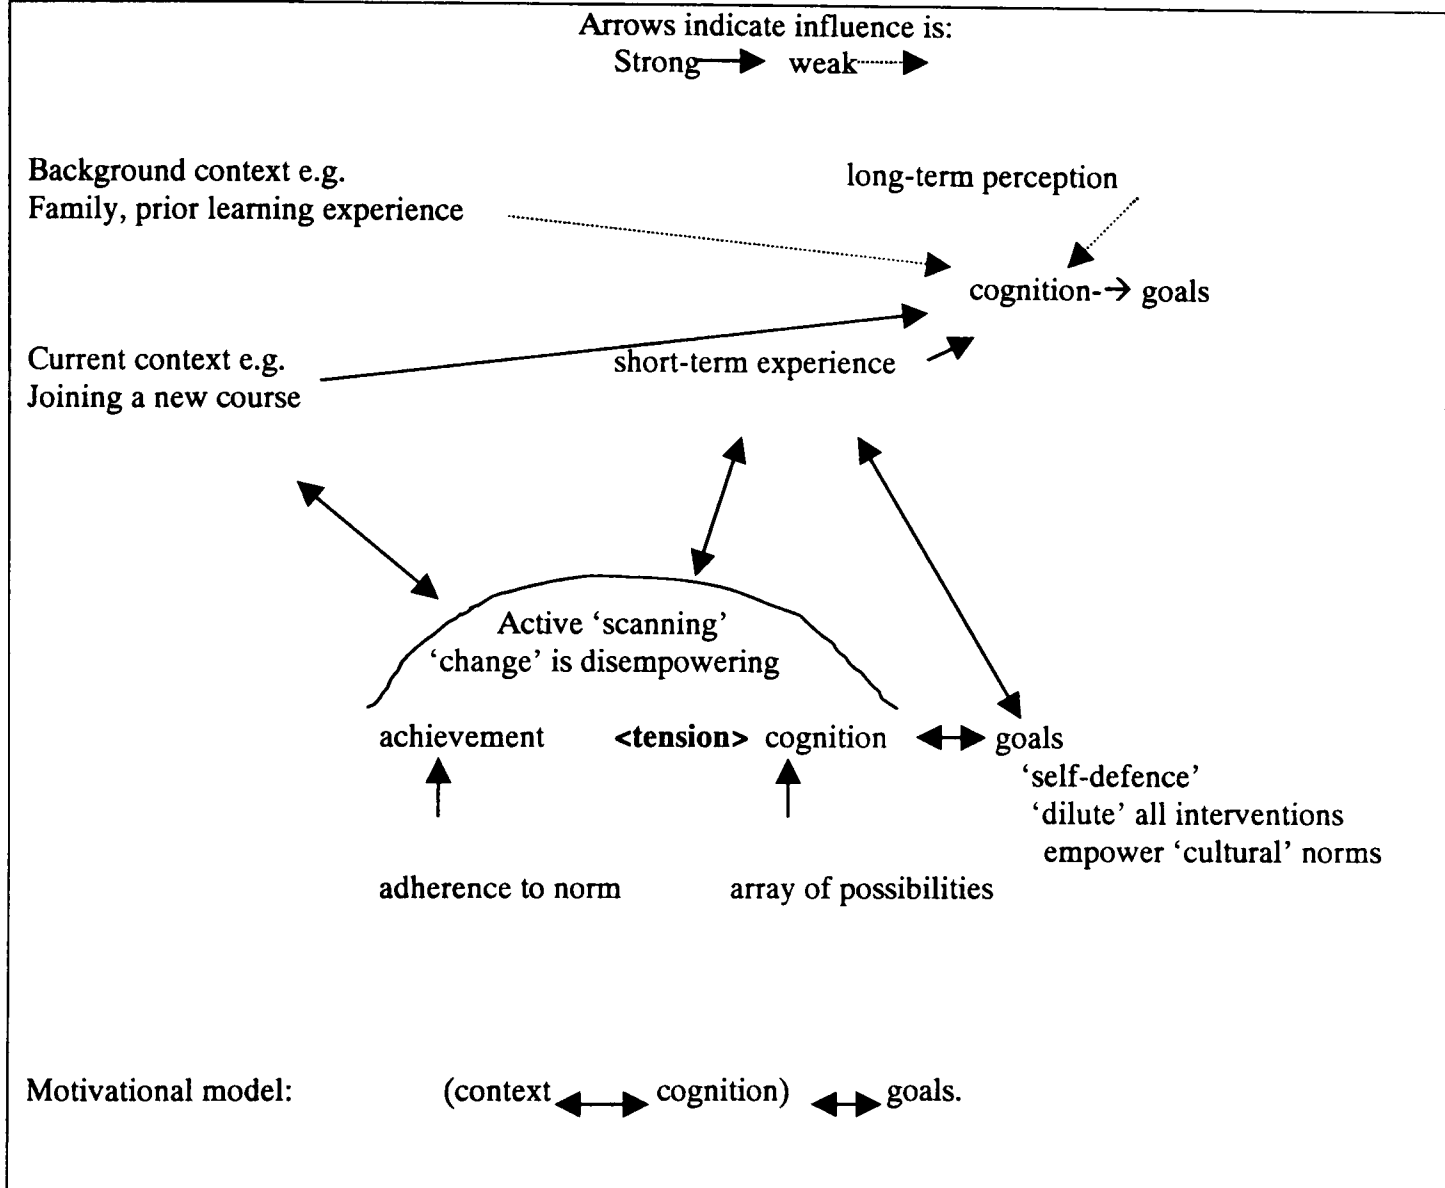 Arrows indicate influence is:
Strong weak
Background context e.g.
Family, prior learning experience
long-term perception
cognition-→ goals
Current context e.g.
Joining a new course
short-term experience
Active ‘scanning’
‘change’ is disempowering
achievement <tension> cognition goals
‘self-defence’
‘dilute’ all interventions
empower ‘cultural’ norms
adherence to norm array of possibilities
Motivational model: (context cognition) goals.